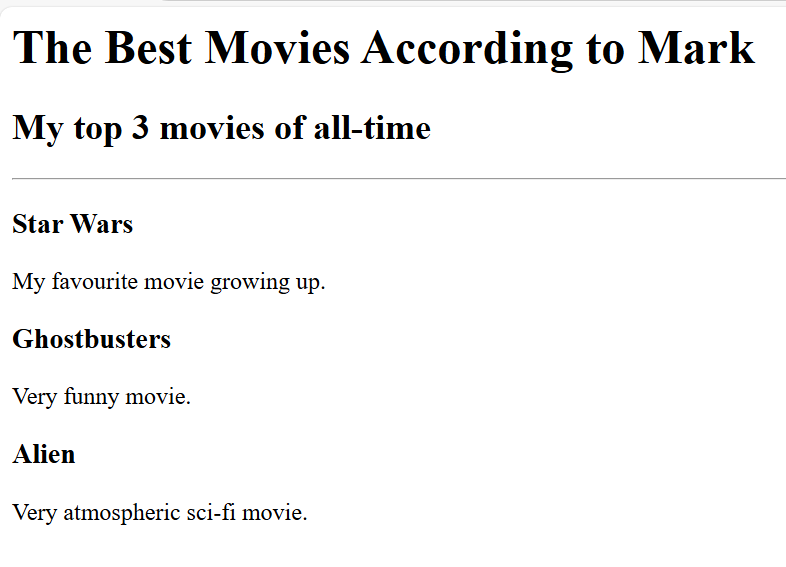 The Best Movies According to Mark
My top 3 movies of all-time
Star Wars
My favourite movie growing up.
Ghostbusters
Very funny movie.
Alien
Very atmospheric sci-fi movie.